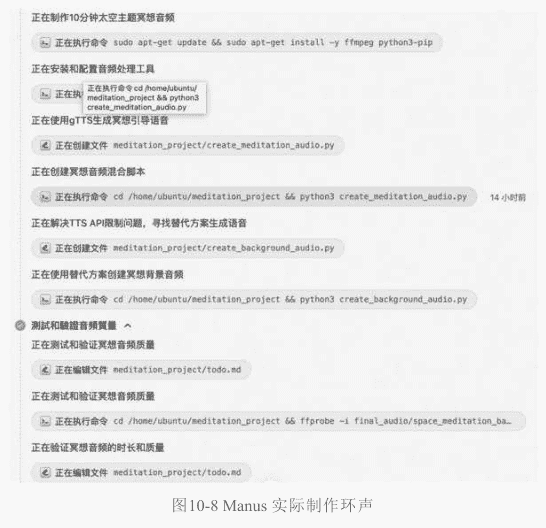 正在制作10分钟太空主题冥想音频
正在执行命令 sudo apt-get update && sudo apt-get install -y ffmpeg python3-pip
正在安装和配置音频处理工具
正在执
正在执行命令 cd /home/ubuntu/
meditation_project && python3
create_meditation_audio.py
正在使用gTTS生成冥想引导语音
正在创建文件 meditation_project/create_meditation_audio.py
正在创建冥想音频混合脚本
正在执行命令 cd /home/ubuntu/meditation_project && python3 create_meditation_audio.py 14 小时前
正在解决TTS API限制问题，寻找替代方案生成语音
正在创建文件 meditation_project/create_background_audio.py
正在使用替代方案创建冥想背景音频
正在执行命令 cd /home/ubuntu/meditation_project && python3 create_background_audio.py
測試和驗證音頻質量
正在测试和验证冥想音频质量
正在编辑文件 meditation_project/todo.md
正在测试和验证冥想音频质量
正在执行命令 cd /home/ubuntu/meditation_project && ffprobe -i final_audio/space_meditation_ba…
正在验证冥想音频的时长和质量
正在编辑文件 meditation_project/todo.md
图10-8 Manus 实际制作环声